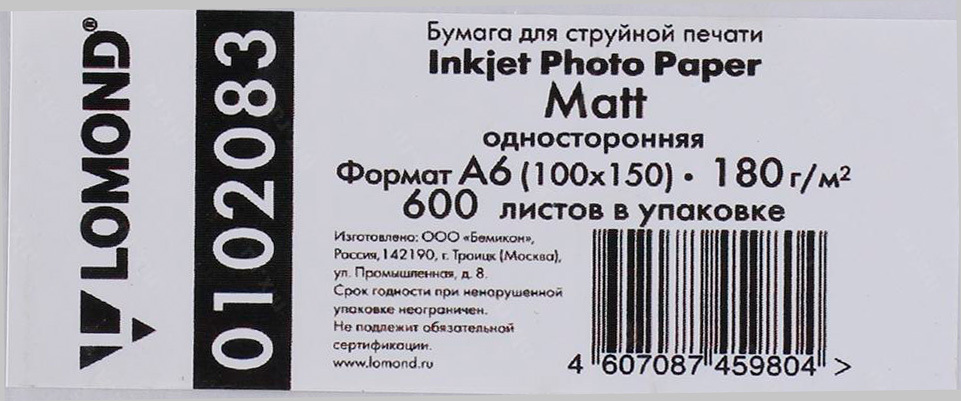 LOMOND®
0102083
Бумага для струйной печати
Inkjet Photo Paper
Matt
односторонняя
Формат А6 (100х150) • 180 г/м²
600 листов в упаковке
Изготовлено: ООО «Бемикон»,
Россия, 142190, г. Троицк (Москва),
ул. Промышленная, д. 8.
Срок годности при ненарушенной
упаковке неограничен.
Не подлежит обязательной
сертификации.
www.lomond.ru
4 607087 459804 >